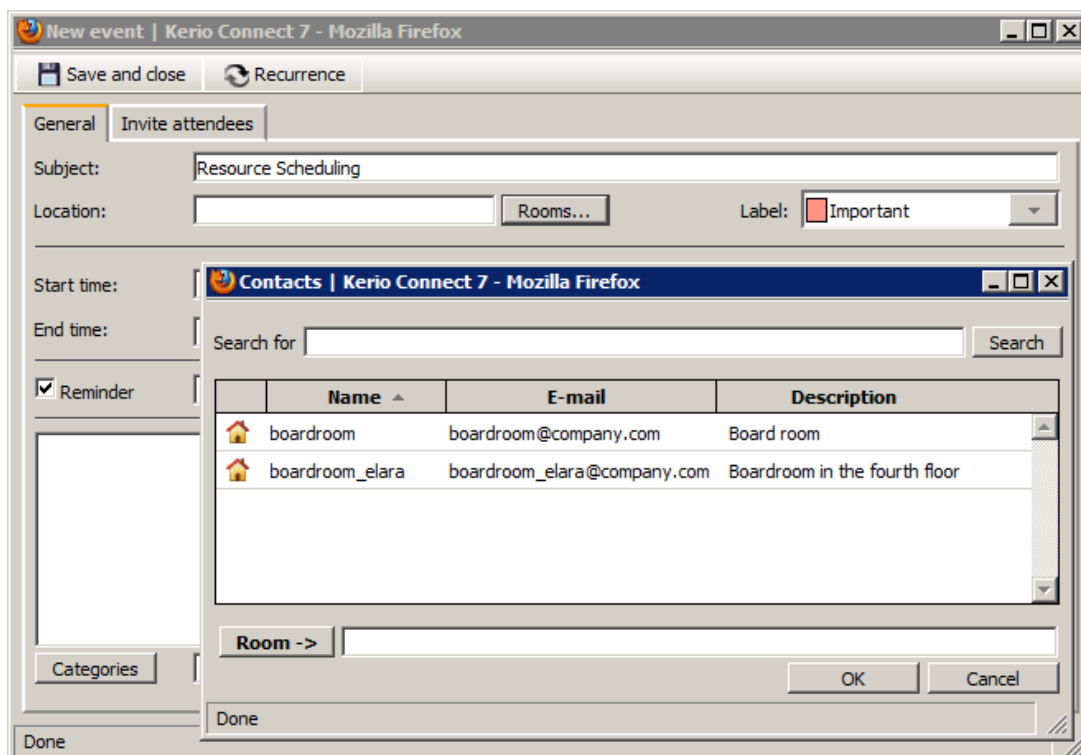 New event | Kerio Connect 7 - Mozilla Firefox
Save and close Recurrence
General Invite attendees
Subject: Resource Scheduling
Location: Rooms... Label: Important
Start time:
End time:
Reminder
Categories
Done
Contacts | Kerio Connect 7 - Mozilla Firefox
Search for Search
Name E-mail Description
boardroom boardroom@company.com Board room
boardroom_elara boardroom_elara@company.com Boardroom in the fourth floor
Room ->
OK Cancel
Done